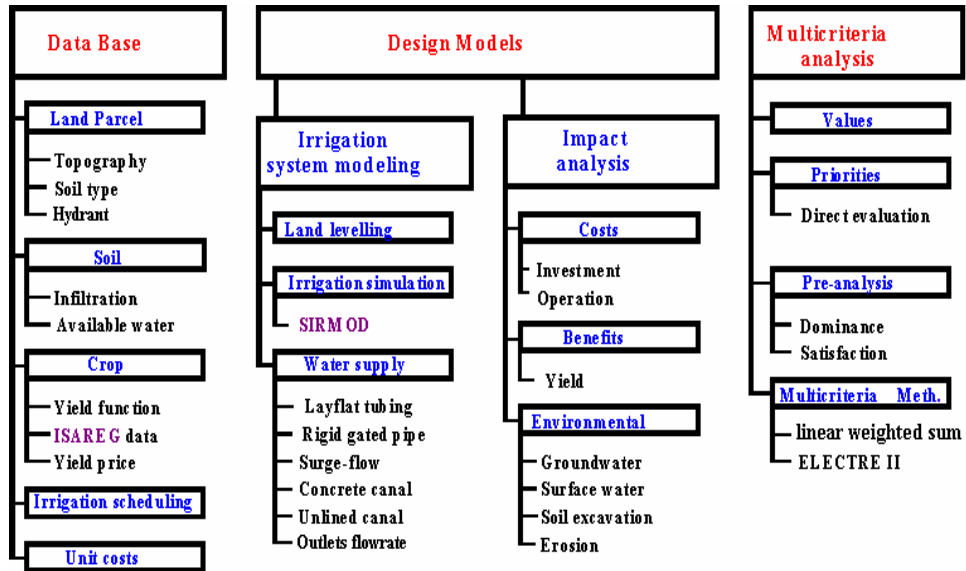 Data Base
Land Parcel
Topography
Soil type
Hydrant
Soil
Infiltration
Available water
Crop
Yield function
ISAREG data
Yield price
Irrigation scheduling
Unit costs
Design Models
Irrigation
system modeling
Land levelling
Irrigation simulation
SIRMOD
Water supply
Layflat tubing
Rigid gated pipe
Surge-flow
Concrete canal
Unlined canal
Outlets flowrate
Impact
analysis
Costs
Investment
Operation
Benefits
Yield
Environmental
Groundwater
Surface water
Soil excavation
Erosion
Multicriteria
analysis
Values
Priorities
Direct evaluation
Pre-analysis
Dominance
Satisfaction
Multicriteria Meth.
linear weighted sum
ELECTRE II